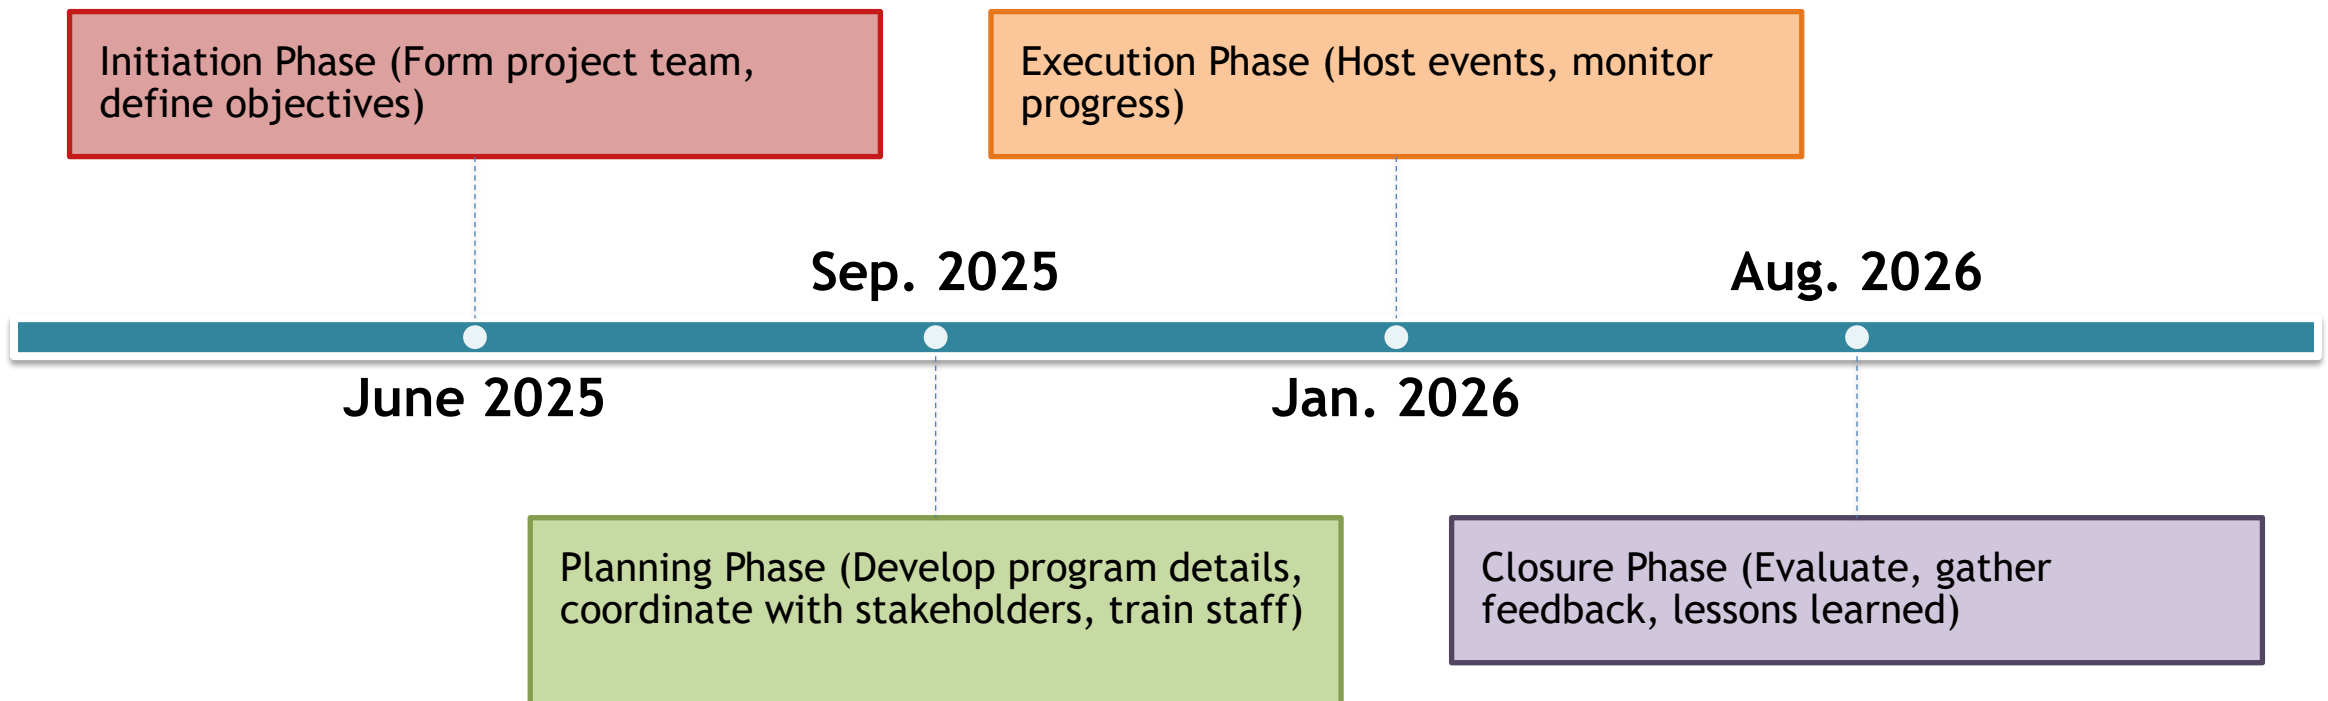 Initiation Phase (Form project team,
define objectives)
Execution Phase (Host events, monitor
progress)
Sep. 2025
Aug. 2026
June 2025
Jan. 2026
Planning Phase (Develop program details,
coordinate with stakeholders, train staff)
Closure Phase (Evaluate, gather
feedback, lessons learned)